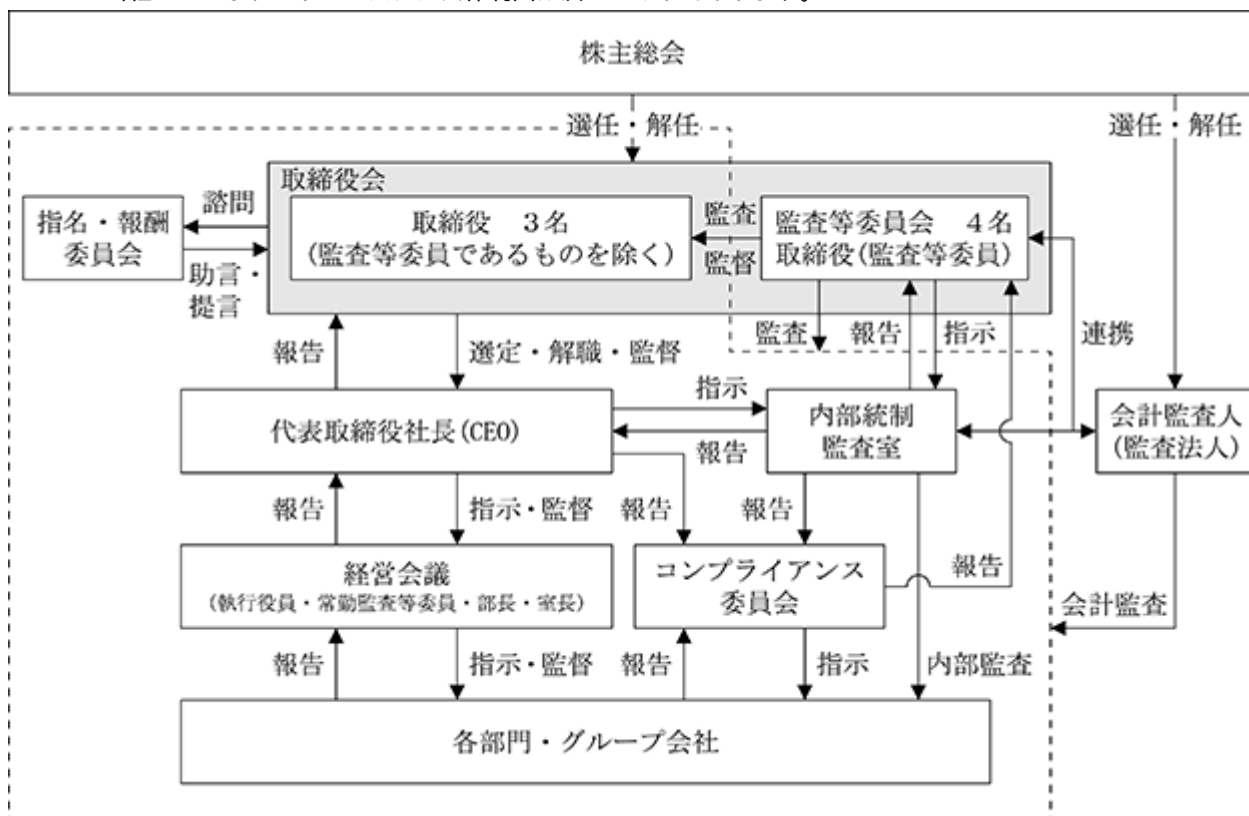 株主総会
選任・解任
選任・解任
取締役会
指名・報酬
委員会
諮問
助言・
提言
取締役 3名
(監査等委員であるものを除く)
監査
監督
監査等委員会 4名
取締役(監査等委員)
報告
選定・解職・監督
監査
報告
指示
連携
代表取締役社長(CEO)
指示
報告
内部統制
監査室
会計監査人
(監査法人)
報告
指示・監督
報告
報告
経営会議
(執行役員・常勤監査等委員・部長・室長)
コンプライアンス
委員会
報告
会計監査
報告
指示・監督
報告
指示
内部監査
各部門・グループ会社